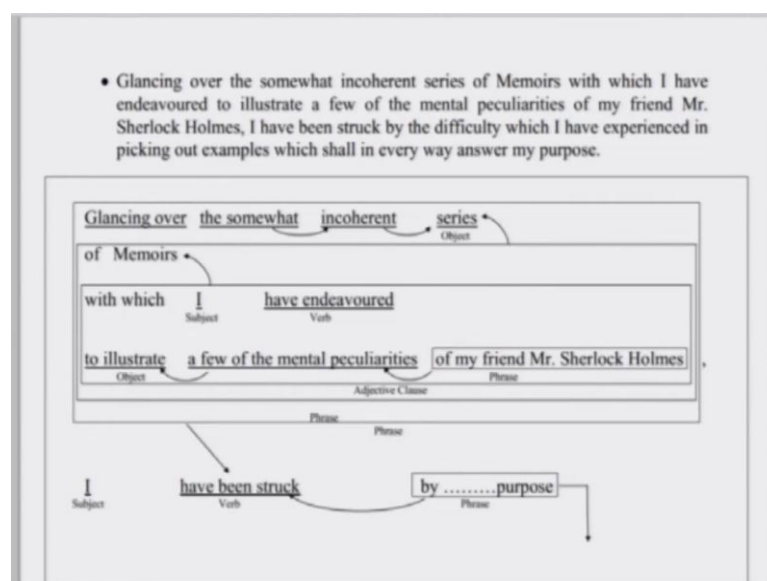 • Glancing over the somewhat incoherent series of Memoirs with which I have
endeavoured to illustrate a few of the mental peculiarities of my friend Mr.
Sherlock Holmes, I have been struck by the difficulty which I have experienced in
picking out examples which shall in every way answer my purpose.
Glancing over the somewhat incoherent series
Object
of Memoirs
with which I have endeavoured
Subject Verb
to illustrate a few of the mental peculiarities of my friend Mr. Sherlock Holmes ,
Object Phrase
Adjective Clause
Phrase
Phrase
I have been struck by .........purpose
Subject Verb Phrase